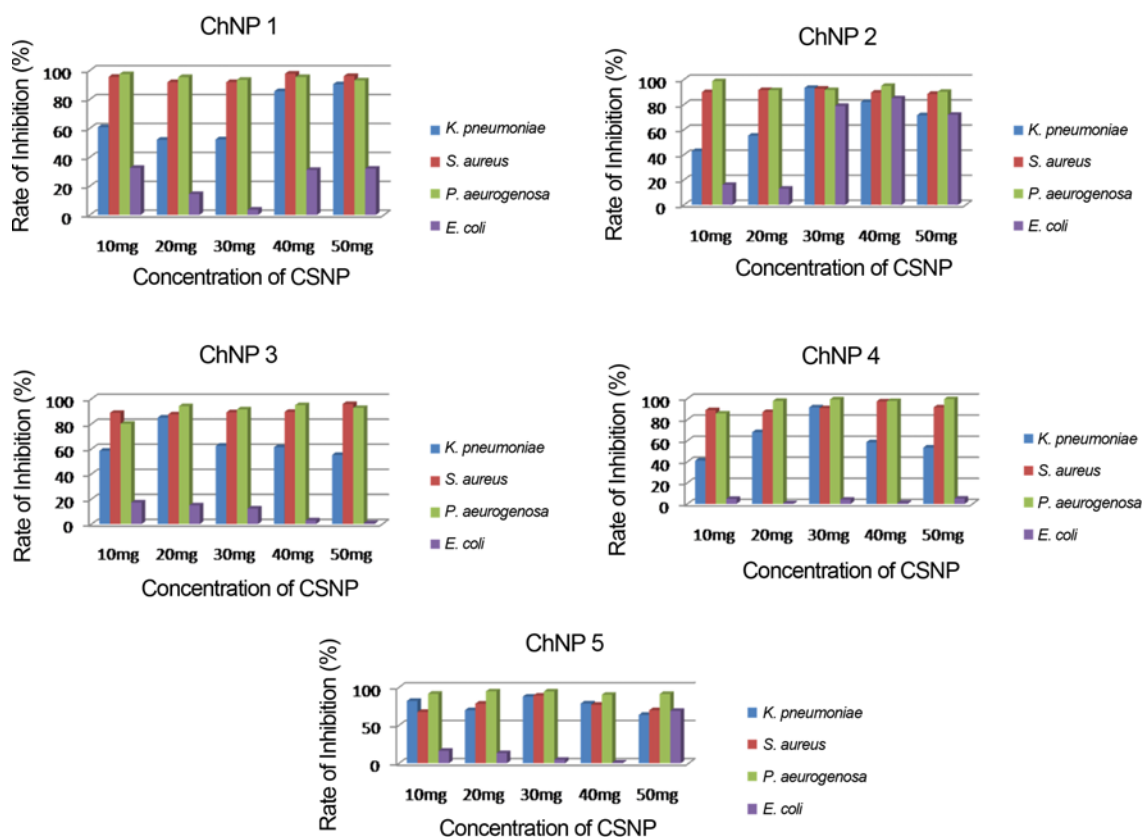 ChNP 1
Rate of Inhibition (%)
100
80
60
40
20
0
10mg 20mg 30mg 40mg 50mg
Concentration of CSNP
K. pneumoniae
S. aureus
P. aeurogenosa
E. coli
ChNP 2
Rate of Inhibition (%)
100
80
60
40
20
0
10mg 20mg 30mg 40mg 50mg
Concentration of CSNP
K. pneumoniae
S. aureus
P. aeurogenosa
E. coli
ChNP 3
Rate of Inhibition (%)
100
80
60
40
20
0
10mg 20mg 30mg 40mg 50mg
Concentration of CSNP
K. pneumoniae
S. aureus
P. aeurogenosa
E. coli
ChNP 4
Rate of Inhibition (%)
100
80
60
40
20
0
10mg 20mg 30mg 40mg 50mg
Concentration of CSNP
K. pneumoniae
S. aureus
P. aeurogenosa
E. coli
ChNP 5
Rate of Inhibition (%)
100
50
0
10mg 20mg 30mg 40mg 50mg
Concentration of CSNP
K. pneumoniae
S. aureus
P. aeurogenosa
E. coli